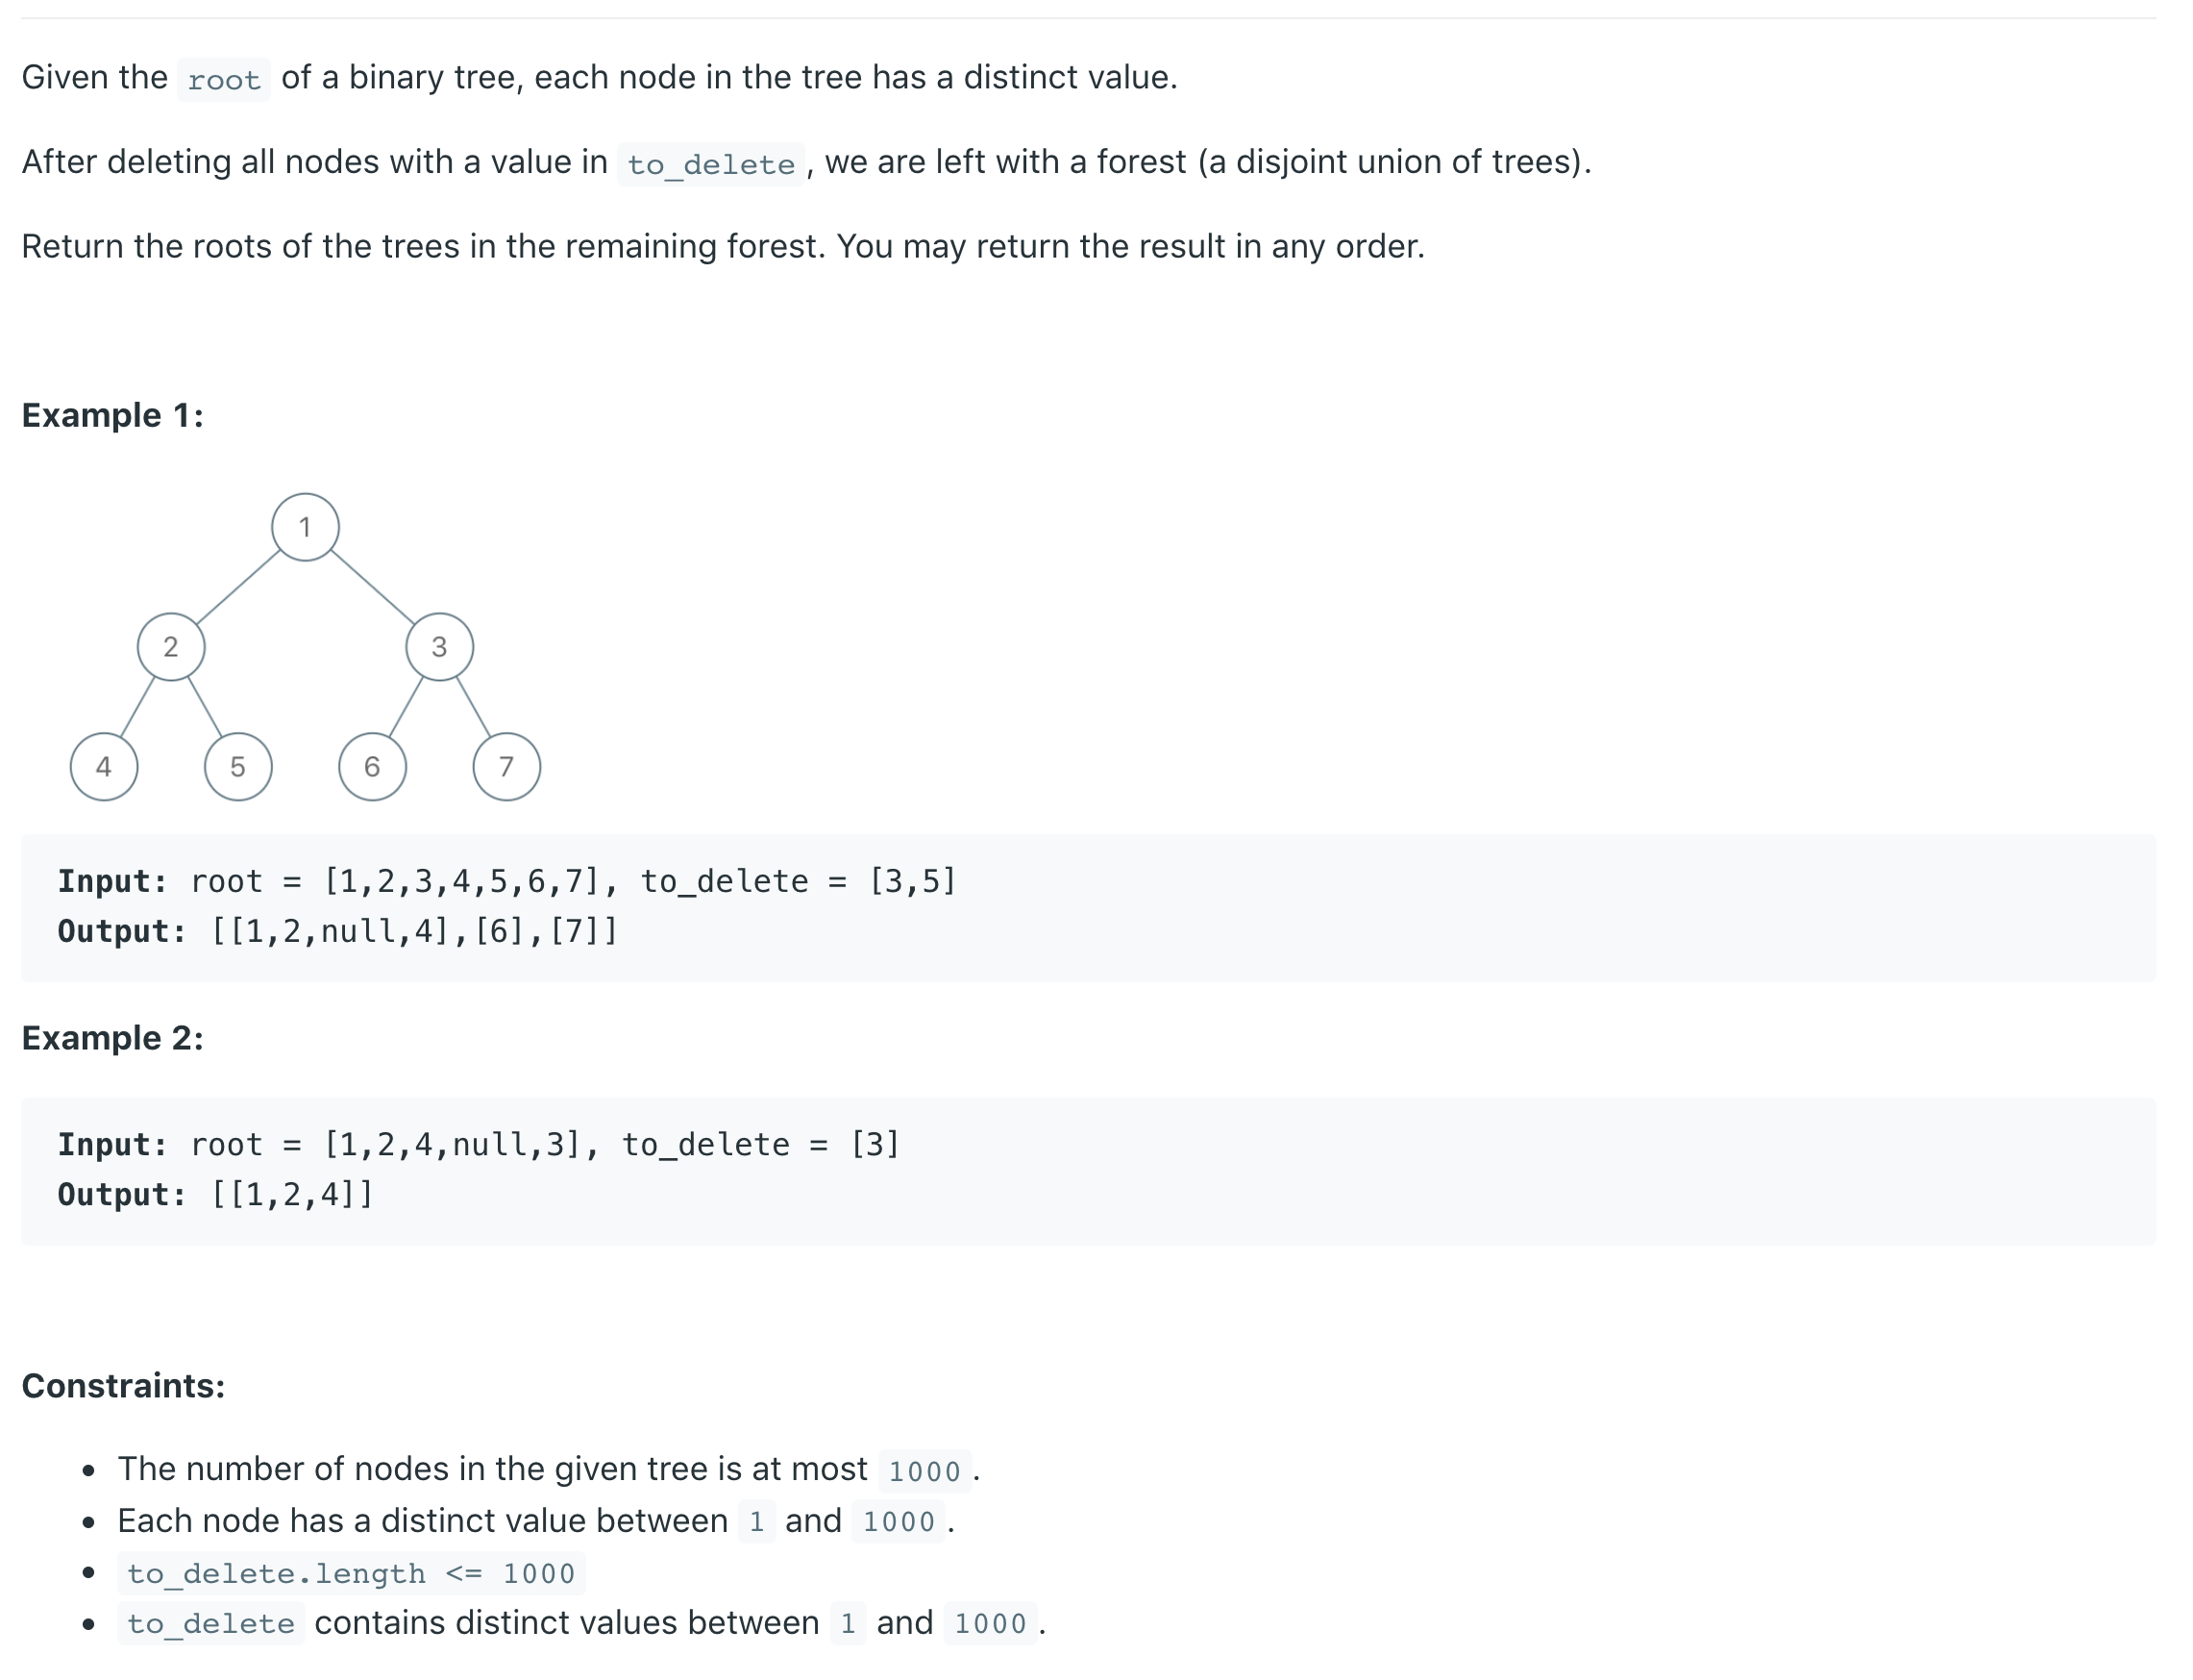 Given the root of a binary tree, each node in the tree has a distinct value.
After deleting all nodes with a value in to_delete, we are left with a forest (a disjoint union of trees).
Return the roots of the trees in the remaining forest. You may return the result in any order.
Example 1:
1
2 3
4 5 6 7
Input: root = [1,2,3,4,5,6,7], to_delete = [3,5]
Output: [[1,2,null,4],[6],[7]]
Example 2:
Input: root = [1,2,4,null,3], to_delete = [3]
Output: [[1,2,4]]
Constraints:
• The number of nodes in the given tree is at most 1000.
• Each node has a distinct value between 1 and 1000.
• to_delete.length <= 1000
• to_delete contains distinct values between 1 and 1000.